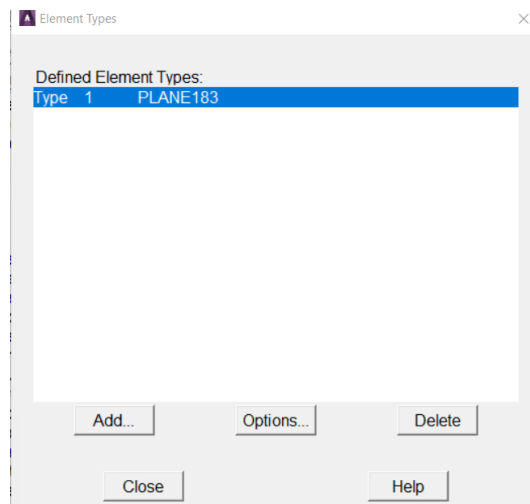 Element Types
Defined Element Types:
Type 1 PLANE183
Add... Options... Delete
Close Help